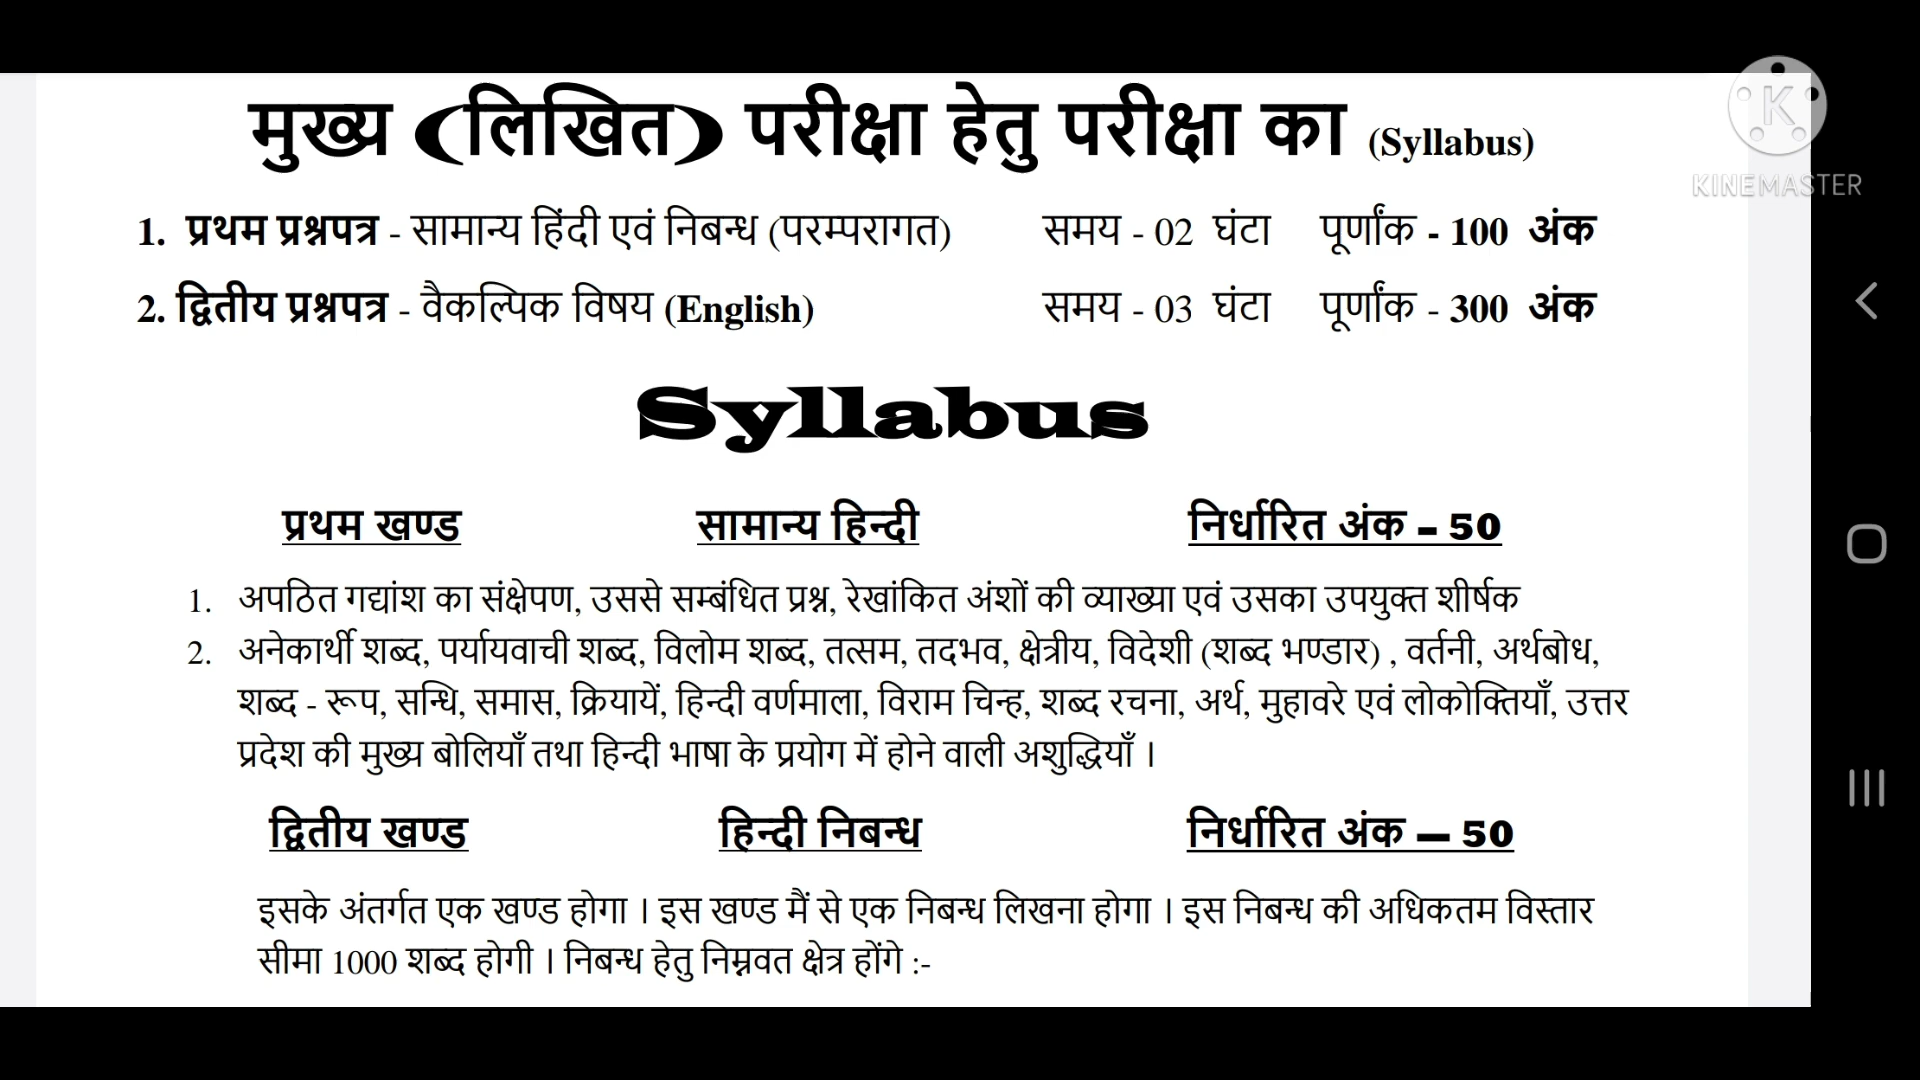 मुख्य (लिखित) परीक्षा हेतु परीक्षा का (Syllabus)
KINEMASTER
1. प्रथम प्रश्नपत्र - सामान्य हिंदी एवं निबन्ध (परम्परागत) समय - 02 घंटा पूर्णांक - 100 अंक
2. द्वितीय प्रश्नपत्र - वैकल्पिक विषय (English) समय - 03 घंटा पूर्णांक - 300 अंक
Syllabus
प्रथम खण्ड सामान्य हिन्दी निर्धारित अंक – 50
1. अपठित गद्यांश का संक्षेपण, उससे सम्बंधित प्रश्न, रेखांकित अंशों की व्याख्या एवं उसका उपयुक्त शीर्षक
2. अनेकार्थी शब्द, पर्यायवाची शब्द, विलोम शब्द, तत्सम, तदभव, क्षेत्रीय, विदेशी (शब्द भण्डार) , वर्तनी, अर्थबोध,
शब्द - रूप, सन्धि, समास, क्रियायें, हिन्दी वर्णमाला, विराम चिन्ह, शब्द रचना, अर्थ, मुहावरे एवं लोकोक्तियाँ, उत्तर
प्रदेश की मुख्य बोलियाँ तथा हिन्दी भाषा के प्रयोग में होने वाली अशुद्धियाँ ।
द्वितीय खण्ड हिन्दी निबन्ध निर्धारित अंक — 50
इसके अंतर्गत एक खण्ड होगा । इस खण्ड मैं से एक निबन्ध लिखना होगा । इस निबन्ध की अधिकतम विस्तार
सीमा 1000 शब्द होगी । निबन्ध हेतु निम्नवत क्षेत्र होंगे :-